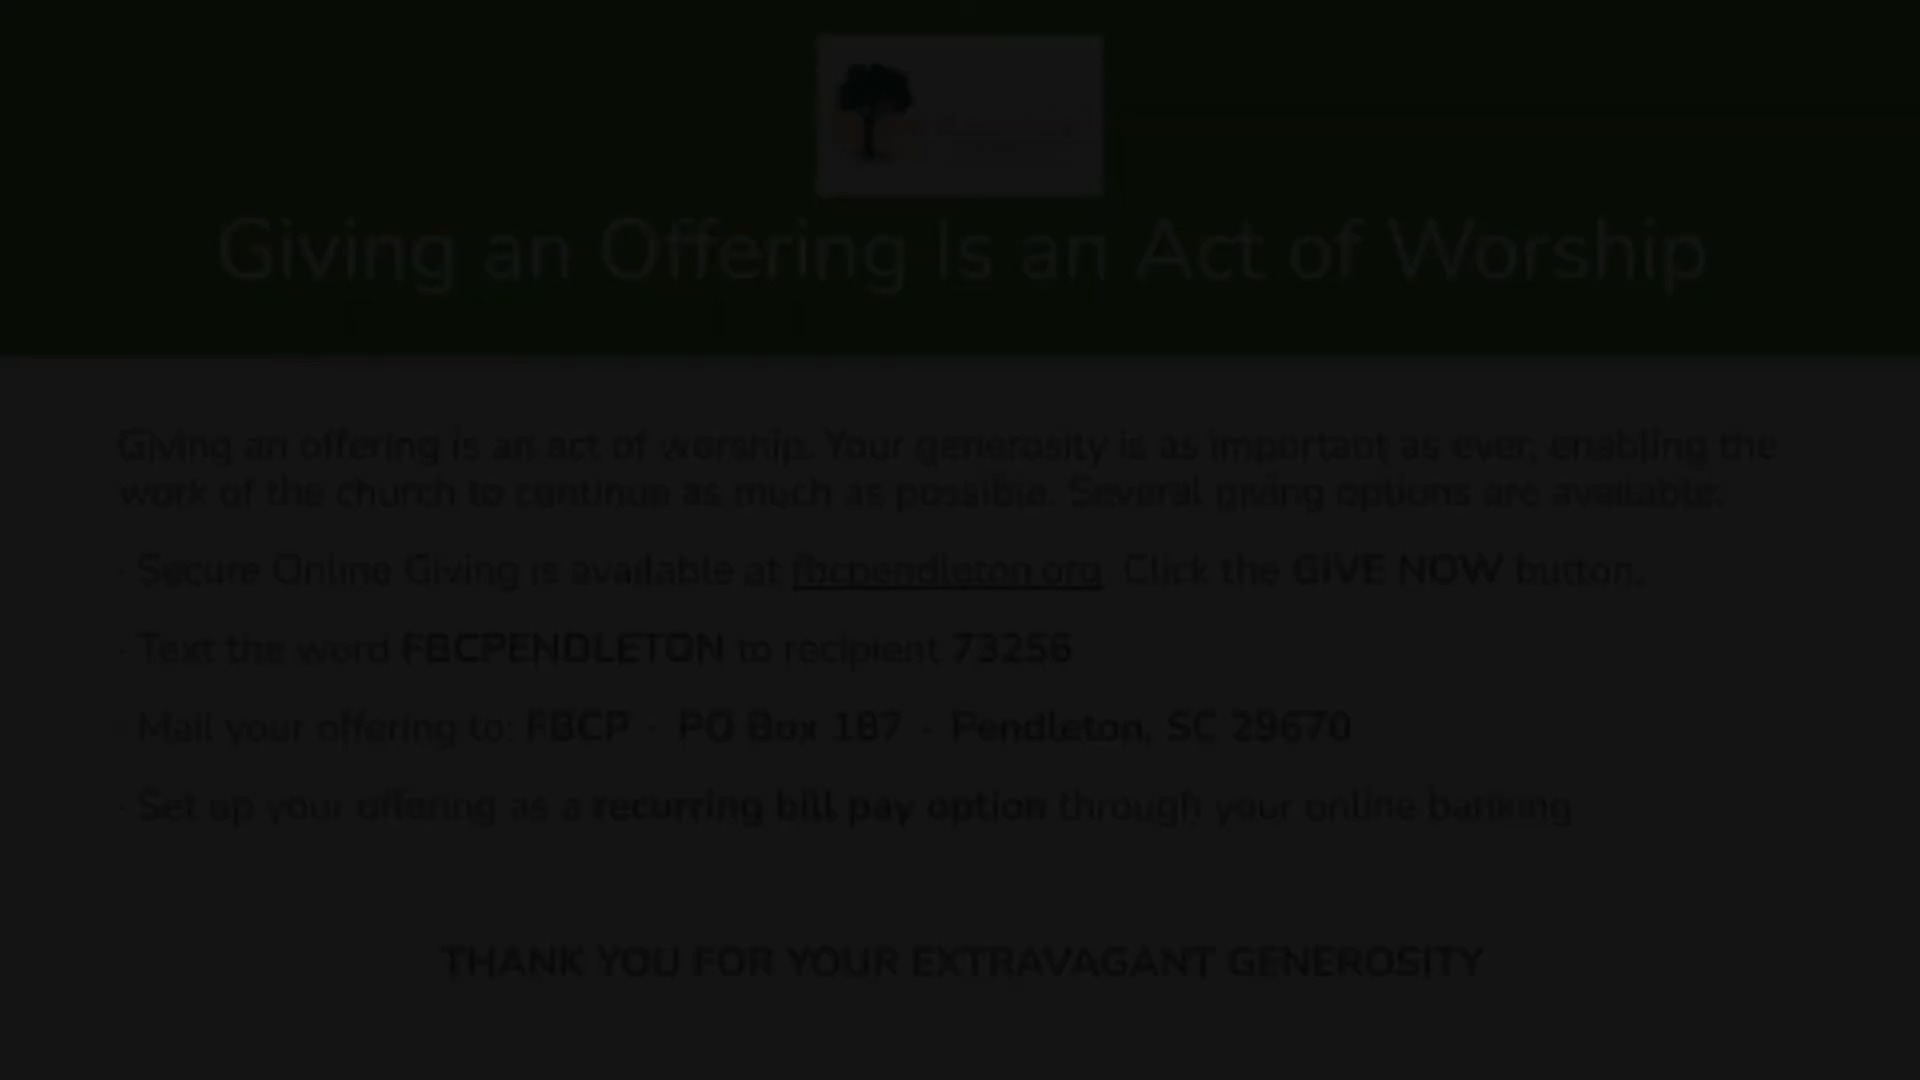 Giving an Offering Is an Act of Worship
Giving an offering is an act of worship. Your generosity is as important as ever, enabling the
work of the church to continue as much as possible. Several giving options are available:
· Secure Online Giving is available at fbcpendleton.org. Click the GIVE NOW button.
· Text the word FBCPENDLETON to recipient 73256
· Mail your offering to: FBCP · PO Box 187 · Pendleton, SC 29670
· Set up your offering as a recurring bill pay option through your online banking
THANK YOU FOR YOUR EXTRAVAGANT GENEROSITY